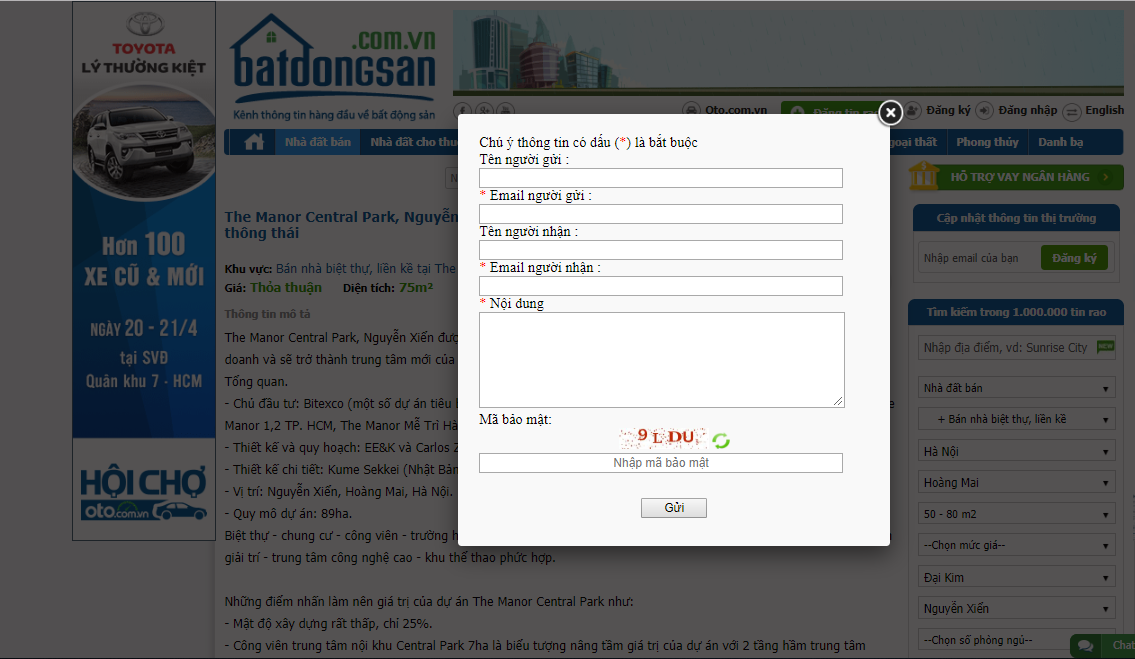 TOYOTA
LÝ THƯỜNG KIỆT
Hơn 100
XE CŨ & MỚI
NGÀY 20 - 21/4
tại SVĐ
Quân khu 7 - HCM
HỘI CHỢ
oto.com.vn
.com.vn
batdongsan
Kênh thông tin hàng đầu về bất động sản
Oto.com.vn
Đăng tin rao
Đăng ký
Đăng nhập
English
Nhà đất bán
Nhà đất cho thu
goại thất
Phong thủy
Danh bạ
The Manor Central Park, Nguyễn
thông thái
Khu vực: Bán nhà biệt thự, liền kề tại The
Giá: Thỏa thuận Diện tích: 75m²
Thông tin mô tả
The Manor Central Park, Nguyễn Xiển đượ
doanh và sẽ trở thành trung tâm mới của
Tổng quan.
- Chủ đầu tư: Bitexco (một số dự án tiêu
Manor 1,2 TP. HCM, The Manor Mễ Trì Hà
- Thiết kế và quy hoạch: EE&K và Carlos
- Thiết kế chi tiết: Kume Sekkei (Nhật Bản
- Vị trí: Nguyễn Xiển, Hoàng Mai, Hà Nội.
- Quy mô dự án: 89ha.
Biệt thự - chung cư - công viên - trường h
giải trí - trung tâm công nghệ cao - khu thể thao phức hợp.
Những điểm nhấn làm nên giá trị của dự án The Manor Central Park như:
- Mật độ xây dựng rất thấp, chỉ 25%.
- Công viên trung tâm nội khu Central Park 7ha là biểu tượng nâng tầm giá trị của dự án với 2 tầng hầm trung tâm
Chú ý thông tin có dấu (*) là bắt buộc
Tên người gửi :
* Email người gửi :
Tên người nhận :
* Email người nhận :
* Nội dung
Mã bảo mật:
9LDU
Nhập mã bảo mật
Gửi
HỖ TRỢ VAY NGÂN HÀNG
Cập nhật thông tin thị trường
Nhập email của bạn
Đăng ký
Tìm kiếm trong 1.000.000 tin rao
Nhập địa điểm, vd: Sunrise City
NEW
Nhà đất bán
+ Bán nhà biệt thự, liền kề
Hà Nội
Hoàng Mai
50 - 80 m2
--Chọn mức giá--
Đại Kim
Nguyễn Xiển
--Chọn số phòng ngủ--
Chat